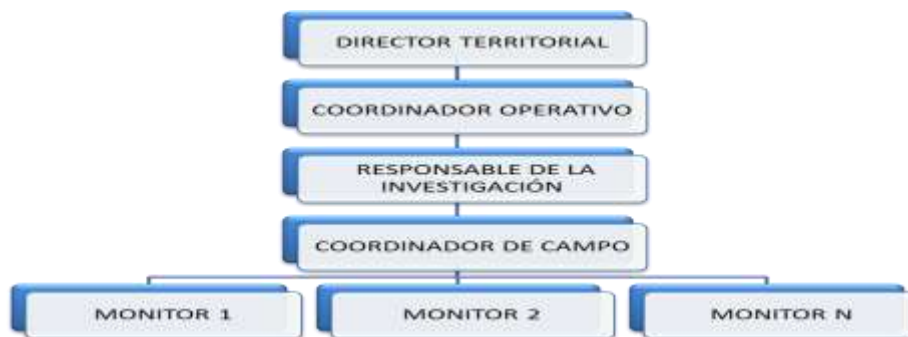 DIRECTOR TERRITORIAL
COORDINADOR OPERATIVO
RESPONSABLE DE LA
INVESTIGACIÓN
COORDINADOR DE CAMPO
MONITOR 1
MONITOR 2
MONITOR N